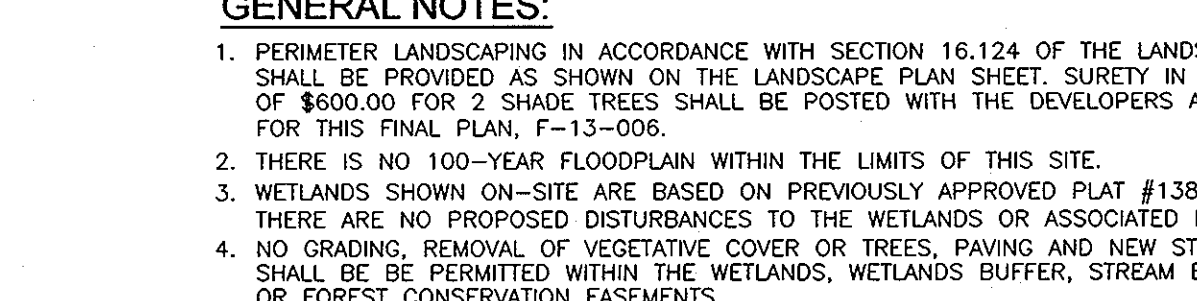 GENERAL NOTES:
1. PERIMETER LANDSCAPING IN ACCORDANCE WITH SECTION 16.124 OF THE
SHALL BE PROVIDED AS SHOWN ON THE LANDSCAPE PLAN SHEET. SURETY IN
OF $600.00 FOR 2 SHADE TREES SHALL BE POSTED WITH THE DEVELOPERS
FOR THIS FINAL PLAN, F-13-006.
2. THERE IS NO 100-YEAR FLOODPLAIN WITHIN THE LIMITS OF THIS SITE.
3. WETLANDS SHOWN ON-SITE ARE BASED ON PREVIOUSLY APPROVED PLAT #138
THERE ARE NO PROPOSED DISTURBANCES TO THE WETLANDS OR ASSOCIATED
4. NO GRADING, REMOVAL OF VEGETATIVE COVER OR TREES, PAVING AND NEW
SHALL BE BE PERMITTED WITHIN THE WETLANDS, WETLANDS BUFFER, STREAM
OR FOREST CONSERVATION EASEMENTS